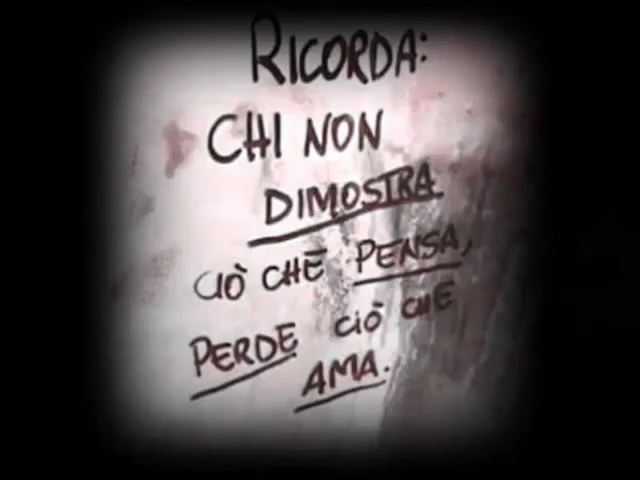 RICORDA:
CHI NON
DIMOSTRA
CIÒ CHE PENSA,
PERDE CIÒ CHE
AMA.